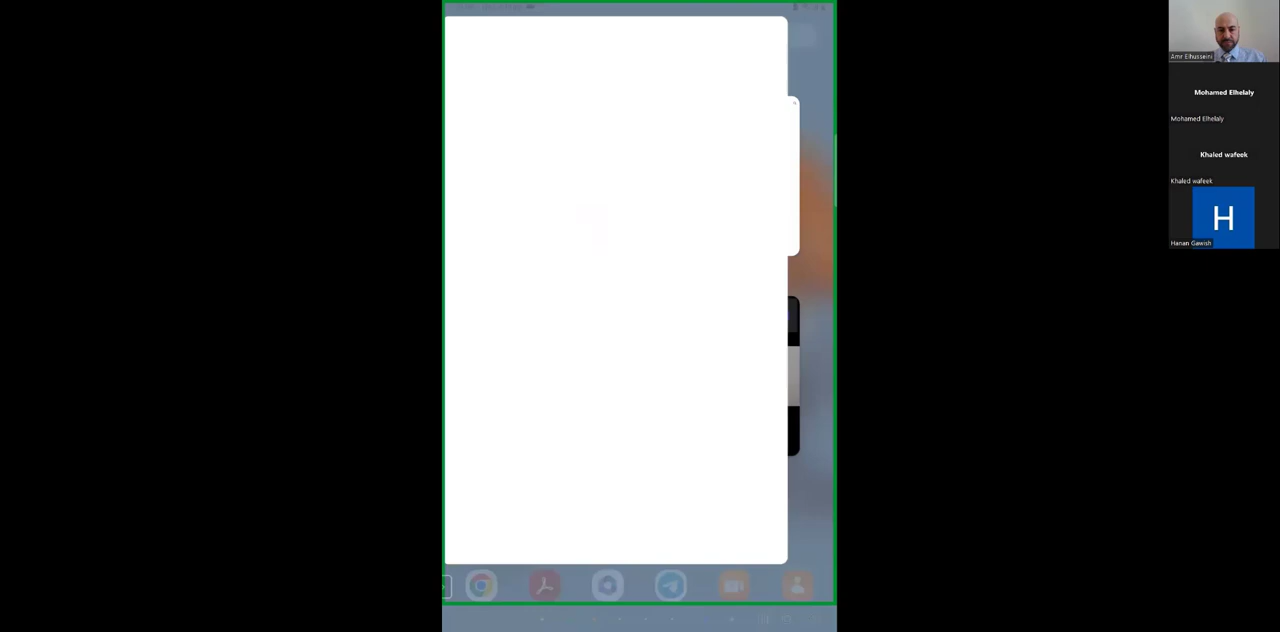 Amr Elhusseini
Mohamed Elhelaly
Mohamed Elhelaly
Khaled wafeek
Khaled wafeek
H
Hanan Gawish